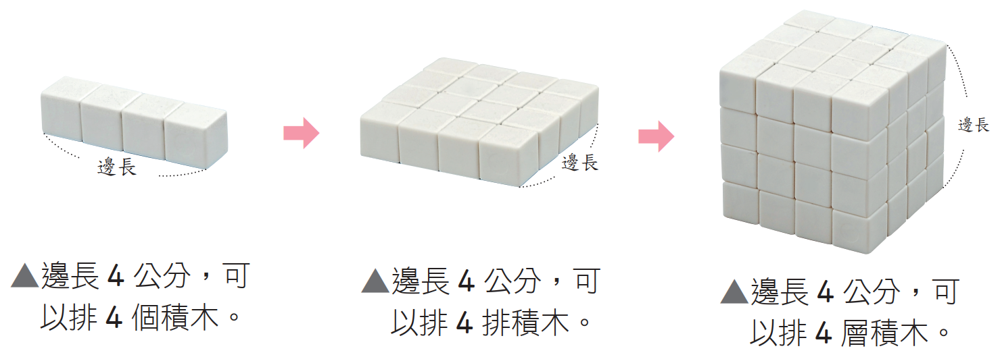 邊長
邊長
邊長
▲邊長 4 公分，可
以排 4 個積木。
▲邊長 4 公分，可
以排 4 排積木。
▲邊長 4 公分，可
以排 4 層積木。